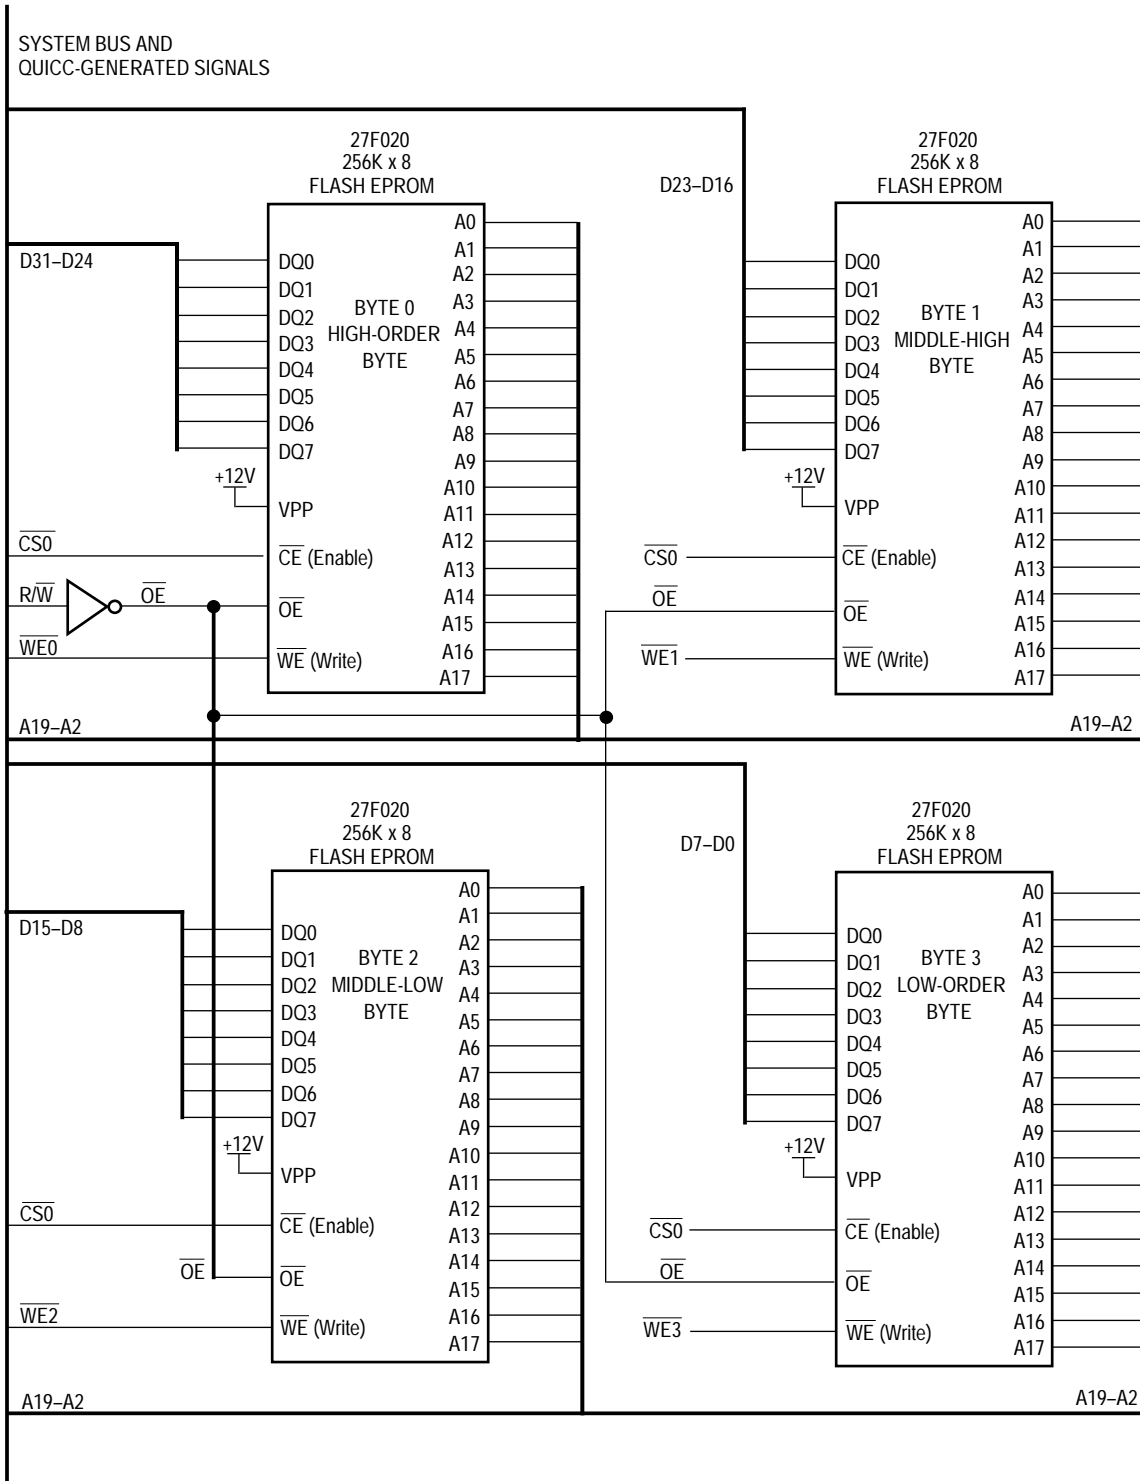 SYSTEM BUS AND
QUICC-GENERATED SIGNALS
27F020
256K x 8
FLASH EPROM
D31–D24
DQ0
DQ1
DQ2
DQ3
DQ4
DQ5
DQ6
DQ7
BYTE 0
HIGH-ORDER
BYTE
+12V
VPP
CS0
CE (Enable)
R/W
OE
OE
WE0
WE (Write)
A0
A1
A2
A3
A4
A5
A6
A7
A8
A9
A10
A11
A12
A13
A14
A15
A16
A17
A19–A2
27F020
256K x 8
FLASH EPROM
D23–D16
DQ0
DQ1
DQ2
DQ3
DQ4
DQ5
DQ6
DQ7
BYTE 1
MIDDLE-HIGH
BYTE
+12V
VPP
CS0
CE (Enable)
OE
OE
WE1
WE (Write)
A0
A1
A2
A3
A4
A5
A6
A7
A8
A9
A10
A11
A12
A13
A14
A15
A16
A17
A19–A2
27F020
256K x 8
FLASH EPROM
D15–D8
DQ0
DQ1
DQ2
DQ3
DQ4
DQ5
DQ6
DQ7
BYTE 2
MIDDLE-LOW
BYTE
+12V
VPP
CS0
CE (Enable)
OE
OE
WE2
WE (Write)
A0
A1
A2
A3
A4
A5
A6
A7
A8
A9
A10
A11
A12
A13
A14
A15
A16
A17
A19–A2
27F020
256K x 8
FLASH EPROM
D7–D0
DQ0
DQ1
DQ2
DQ3
DQ4
DQ5
DQ6
DQ7
BYTE 3
LOW-ORDER
BYTE
+12V
VPP
CS0
CE (Enable)
OE
OE
WE3
WE (Write)
A0
A1
A2
A3
A4
A5
A6
A7
A8
A9
A10
A11
A12
A13
A14
A15
A16
A17
A19–A2